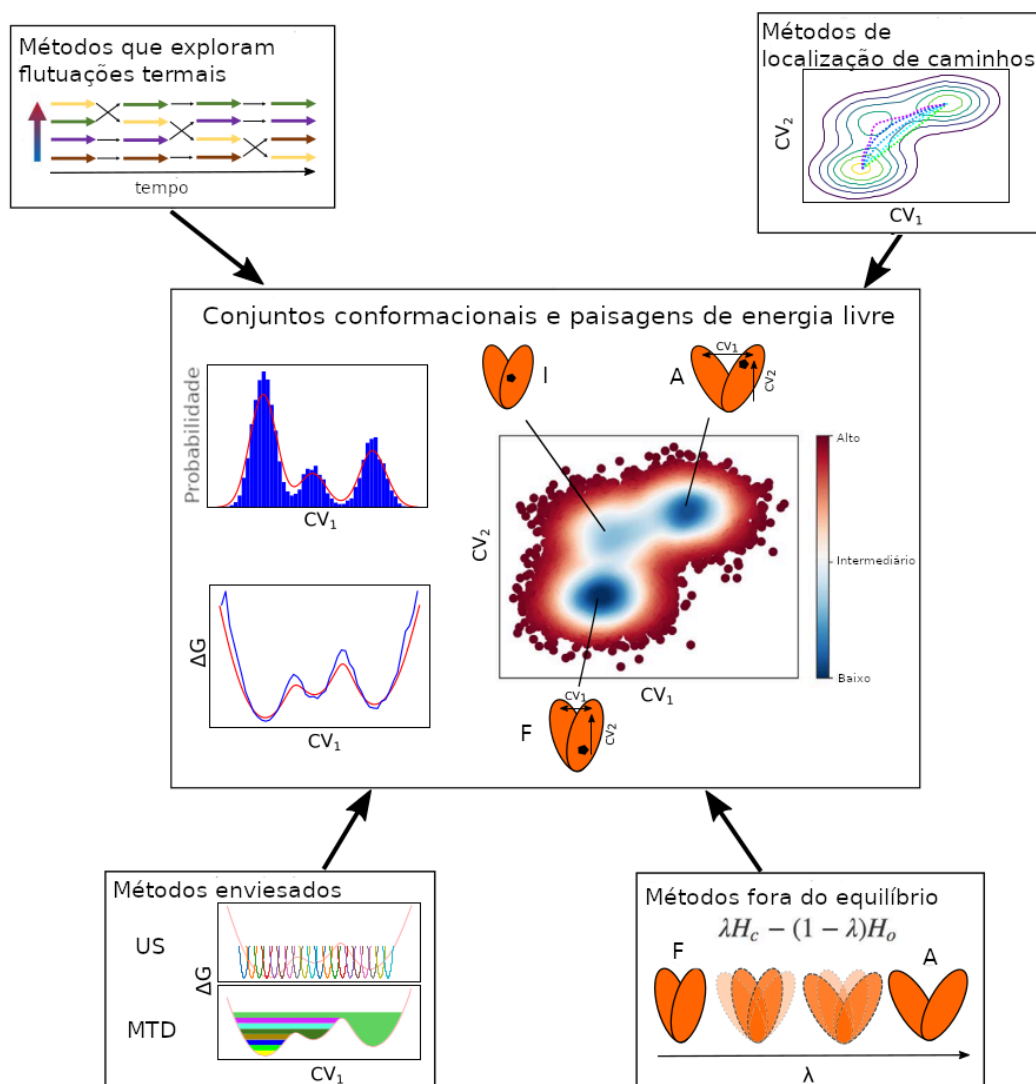 Métodos que exploram
flutuações termais
tempo
Métodos de
localização de caminhos
CV₂
CV₁
Conjuntos conformacionais e paisagens de energia livre
Probabilidade
CV₁
I
A
CV₁
CV₂
Alto
Intermediário
Baixo
CV₂
CV₁
ΔG
CV₁
F
CV₁
CV₂
Métodos enviesados
US
ΔG
MTD
CV₁
Métodos fora do equilíbrio
λH_c − (1 − λ)H_o
F
A
λ